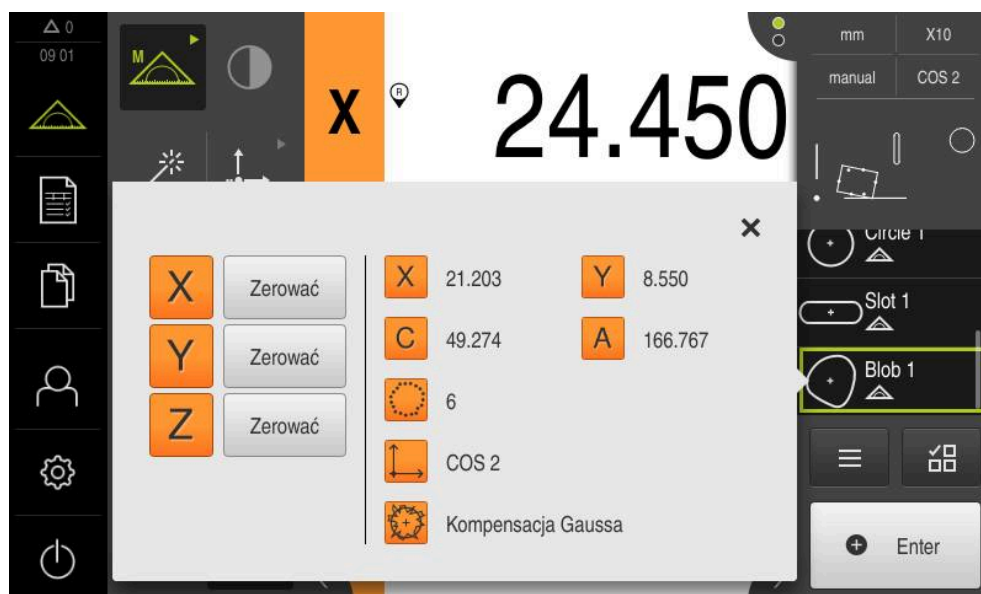 0
09 01
M
X
R
24.450
mm X10
manual COS 2
Circle 1
Slot 1
Blob 1
X Zerować
Y Zerować
Z Zerować
X 21.203 Y 8.550
C 49.274 A 166.767
6
COS 2
Kompensacja Gaussa
Enter